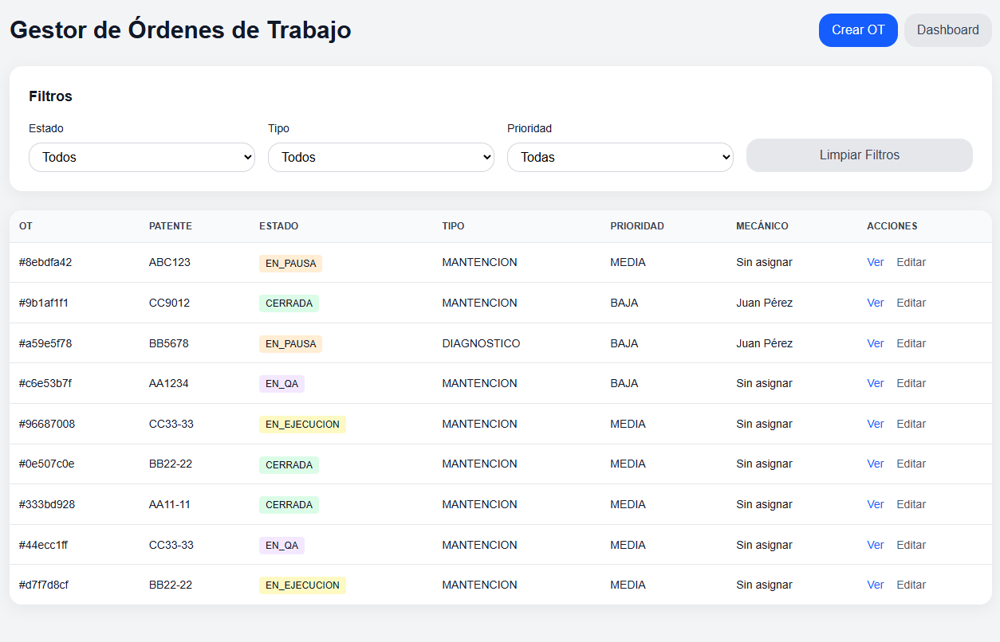 Gestor de Órdenes de Trabajo
Crear OT Dashboard
Filtros
Estado Tipo Prioridad
Todos Todos Todas Limpiar Filtros
OT PATENTE ESTADO TIPO PRIORIDAD MECÁNICO ACCIONES
#8ebdfa42 ABC123 EN_PAUSA MANTENCION MEDIA Sin asignar Ver Editar
#9b1af1f1 CC9012 CERRADA MANTENCION BAJA Juan Pérez Ver Editar
#a59e5f78 BB5678 EN_PAUSA DIAGNOSTICO BAJA Juan Pérez Ver Editar
#c6e53b7f AA1234 EN_QA MANTENCION BAJA Sin asignar Ver Editar
#96687008 CC33-33 EN_EJECUCION MANTENCION MEDIA Sin asignar Ver Editar
#0e507c0e BB22-22 CERRADA MANTENCION MEDIA Sin asignar Ver Editar
#333bd928 AA11-11 CERRADA MANTENCION MEDIA Sin asignar Ver Editar
#44ecc1ff CC33-33 EN_QA MANTENCION MEDIA Sin asignar Ver Editar
#d7f7d8cf BB22-22 EN_EJECUCION MANTENCION MEDIA Sin asignar Ver Editar